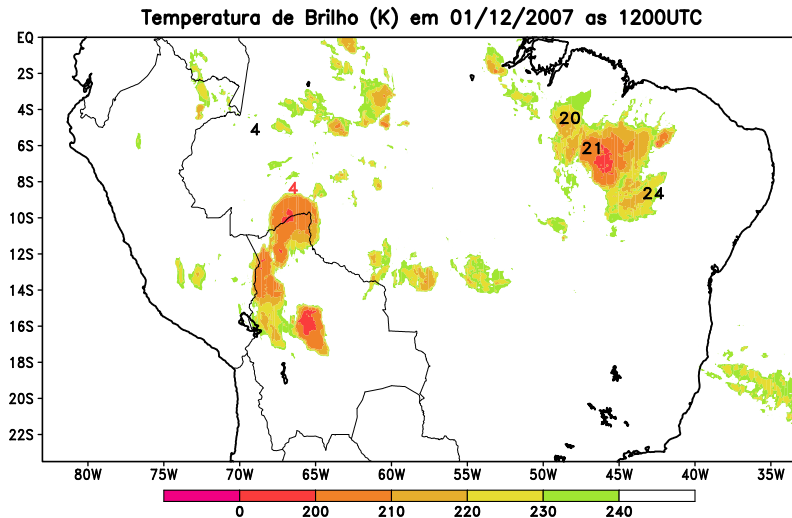 Temperatura de Brilho (K) em 01/12/2007 as 1200UTC
EQ
2S
4S
20
4
6S
21
8S
4
24
10S
12S
14S
16S
18S
20S
22S
80W 75W 70W 65W 60W 55W 50W 45W 40W 35W
0 200 210 220 230 240